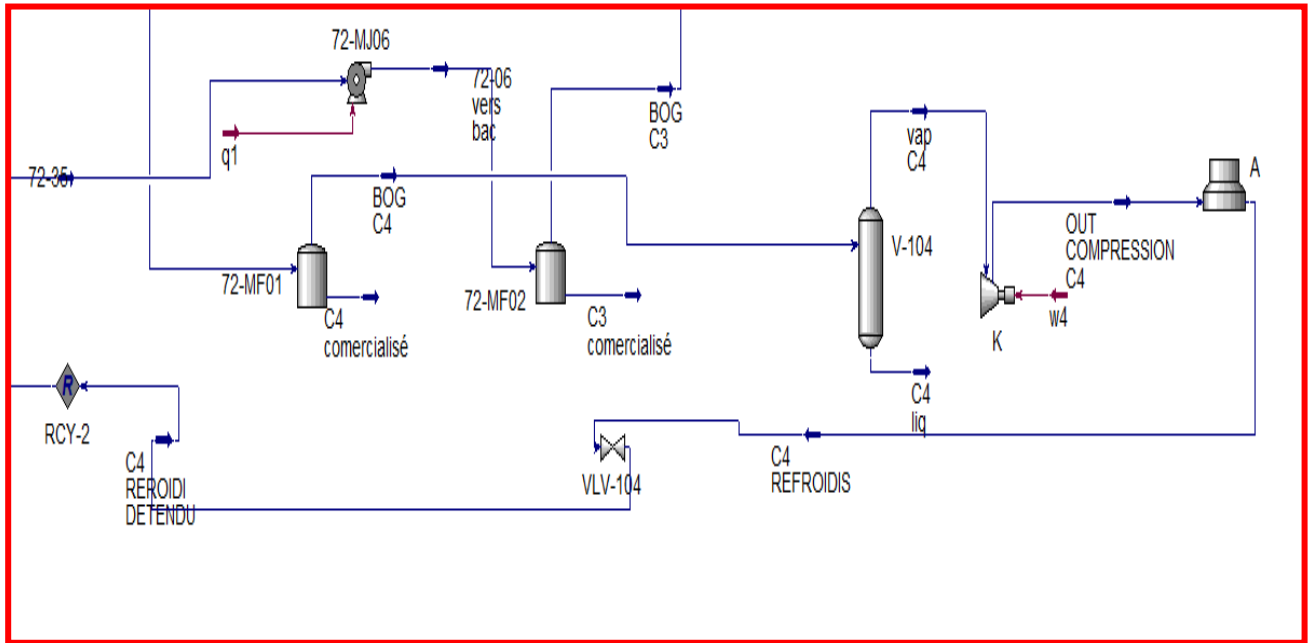 72-MJ06
72-06
vers
bac
BOG
C3
q1
72-35
BOG
C4
vap
C4
A
72-MF01
72-MF02
V-104
OUT
COMPRESSION
C4
C4
comercialisé
C3
comercialisé
w4
K
C4
liq
R
RCY-2
C4
REROIDI
DETENDU
VLV-104
C4
REFROIDIS